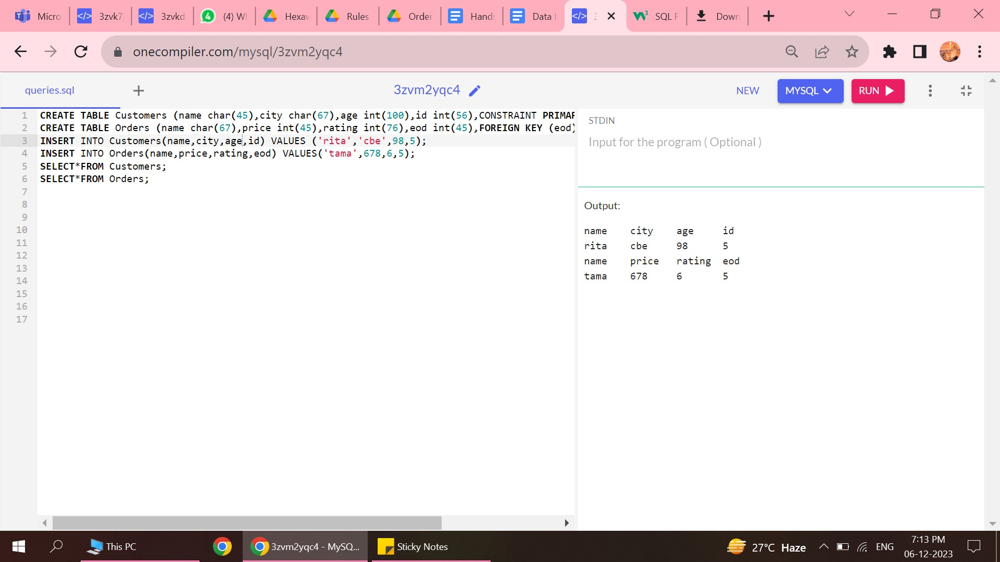 Micro 3zvk7 3zvkd (4) W Hexa Rules Order Hand Data SQL F Down
onecompiler.com/mysql/3zvm2yqc4
queries.sql 3zvm2yqc4 NEW MYSQL RUN
1 CREATE TABLE Customers (name char(45),city char(67),age int(100),id int(56),CONSTRAINT PRIMAR
2 CREATE TABLE Orders (name char(67),price int(45),rating int(76),eod int(45),FOREIGN KEY (eod)
3 INSERT INTO Customers(name,city,age,id) VALUES ('rita','cbe',98,5);
4 INSERT INTO Orders(name,price,rating,eod) VALUES('tama',678,6,5);
5 SELECT*FROM Customers;
6 SELECT*FROM Orders;
7
8
9
10
11
12
13
14
15
16
17
STDIN
Input for the program ( Optional )
Output:
name city age id
rita cbe 98 5
name price rating eod
tama 678 6 5
This PC 3zvm2yqc4 - MySQ... Sticky Notes 27°C Haze ENG 7:13 PM
06-12-2023